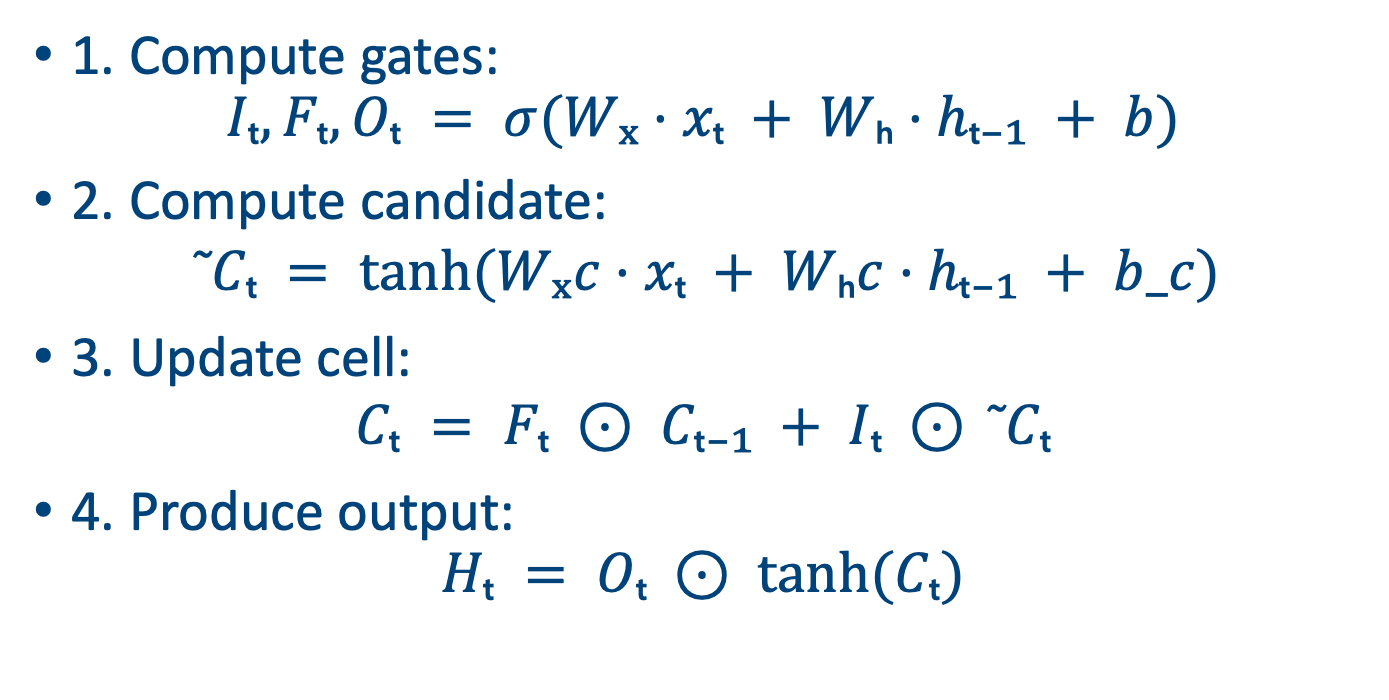 • 1. Compute gates:
Iₜ, Fₜ, Oₜ = σ(Wₓ · xₜ + Wₕ · hₜ₋₁ + b)
• 2. Compute candidate:
˜Cₜ = tanh(Wₓc · xₜ + Wₕc · hₜ₋₁ + b_c)
• 3. Update cell:
Cₜ = Fₜ ⊙ Cₜ₋₁ + Iₜ ⊙ ˜Cₜ
• 4. Produce output:
Hₜ = Oₜ ⊙ tanh(Cₜ)